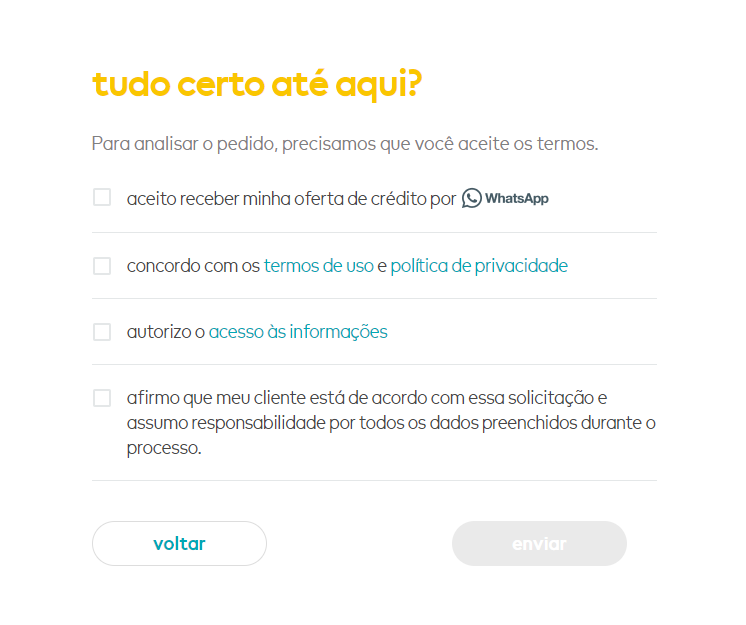 tudo certo até aqui?
Para analisar o pedido, precisamos que você aceite os termos.
aceito receber minha oferta de crédito por WhatsApp
concordo com os termos de uso e política de privacidade
autorizo o acesso às informações
afirmo que meu cliente está de acordo com essa solicitação e
assumo responsabilidade por todos os dados preenchidos durante o
processo.
voltar
enviar